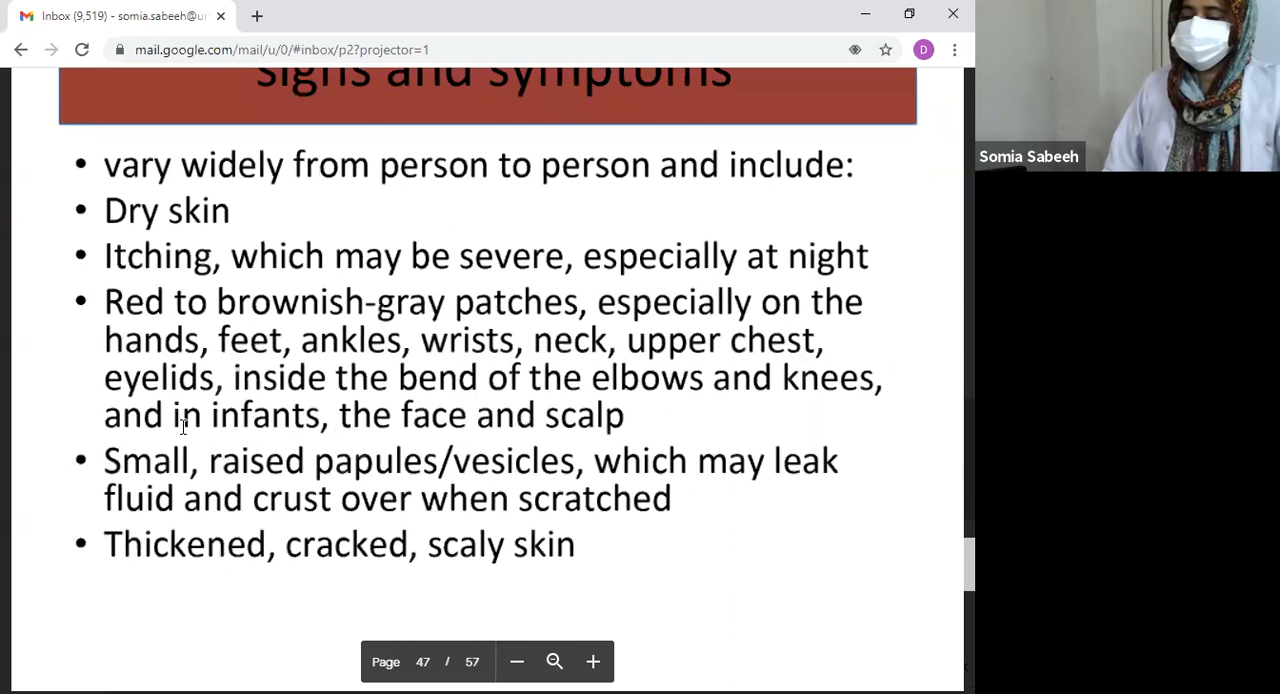 Inbox (9,519) - somia.sabeeh@u
mail.google.com/mail/u/0/#inbox/p2?projector=1
D
signs and symptoms
• vary widely from person to person and include:
• Dry skin
• Itching, which may be severe, especially at night
• Red to brownish-gray patches, especially on the
hands, feet, ankles, wrists, neck, upper chest,
eyelids, inside the bend of the elbows and knees,
and in infants, the face and scalp
• Small, raised papules/vesicles, which may leak
fluid and crust over when scratched
• Thickened, cracked, scaly skin
Page 47 / 57
Somia Sabeeh